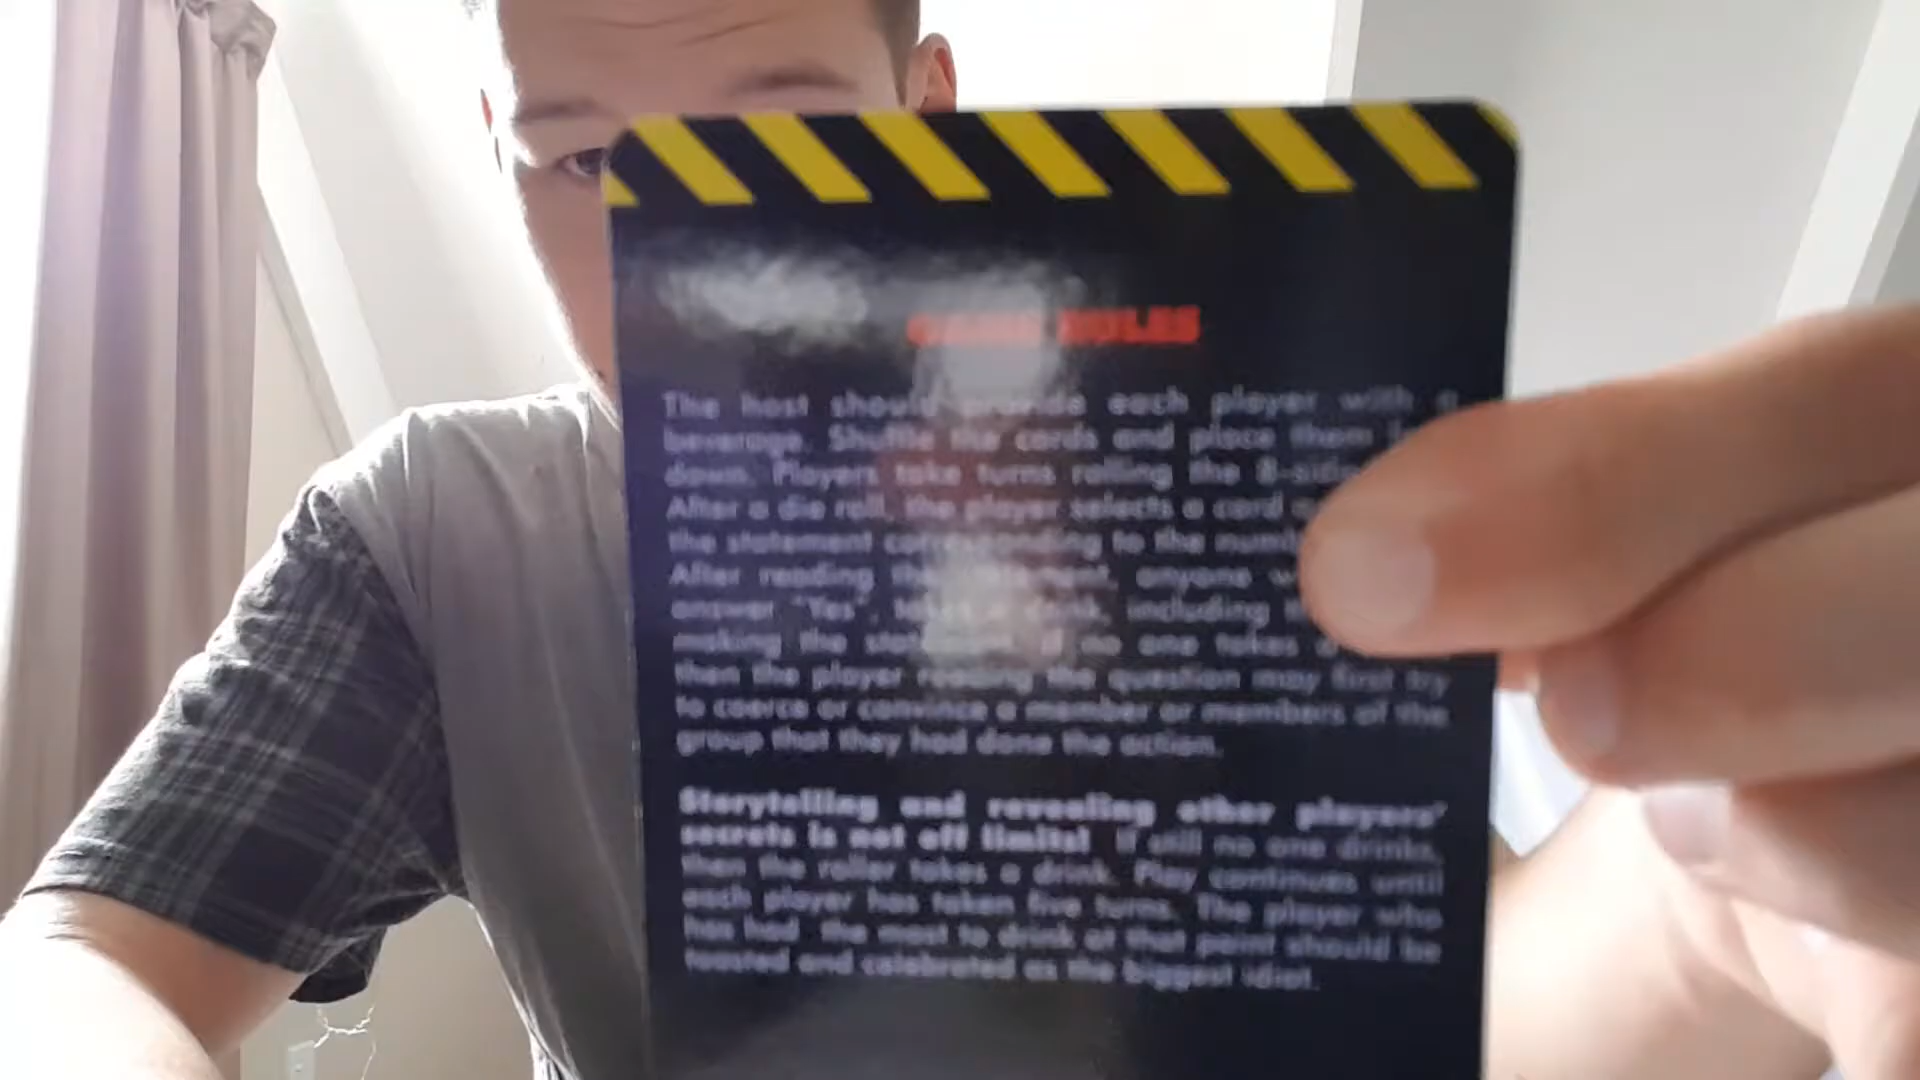 GAME RULES
The host should provide each player with a
beverage. Shuffle the cards and place them
down. Players take turns rolling the 8-side
After a die roll, the player selects a card
the statement corresponding to the numb
After reading the statement, anyone w
answer "Yes", takes a drink, including
making the statement. If no one takes
then the player reading the question may first try
to coerce or convince a member or members of the
group that they had done the action.
Storytelling and revealing other players'
secrets is not off limits! If still no one drinks,
then the roller takes a drink. Play continues until
each player has taken five turns. The player who
has had the most to drink at that point should be
toasted and celebrated as the biggest idiot.